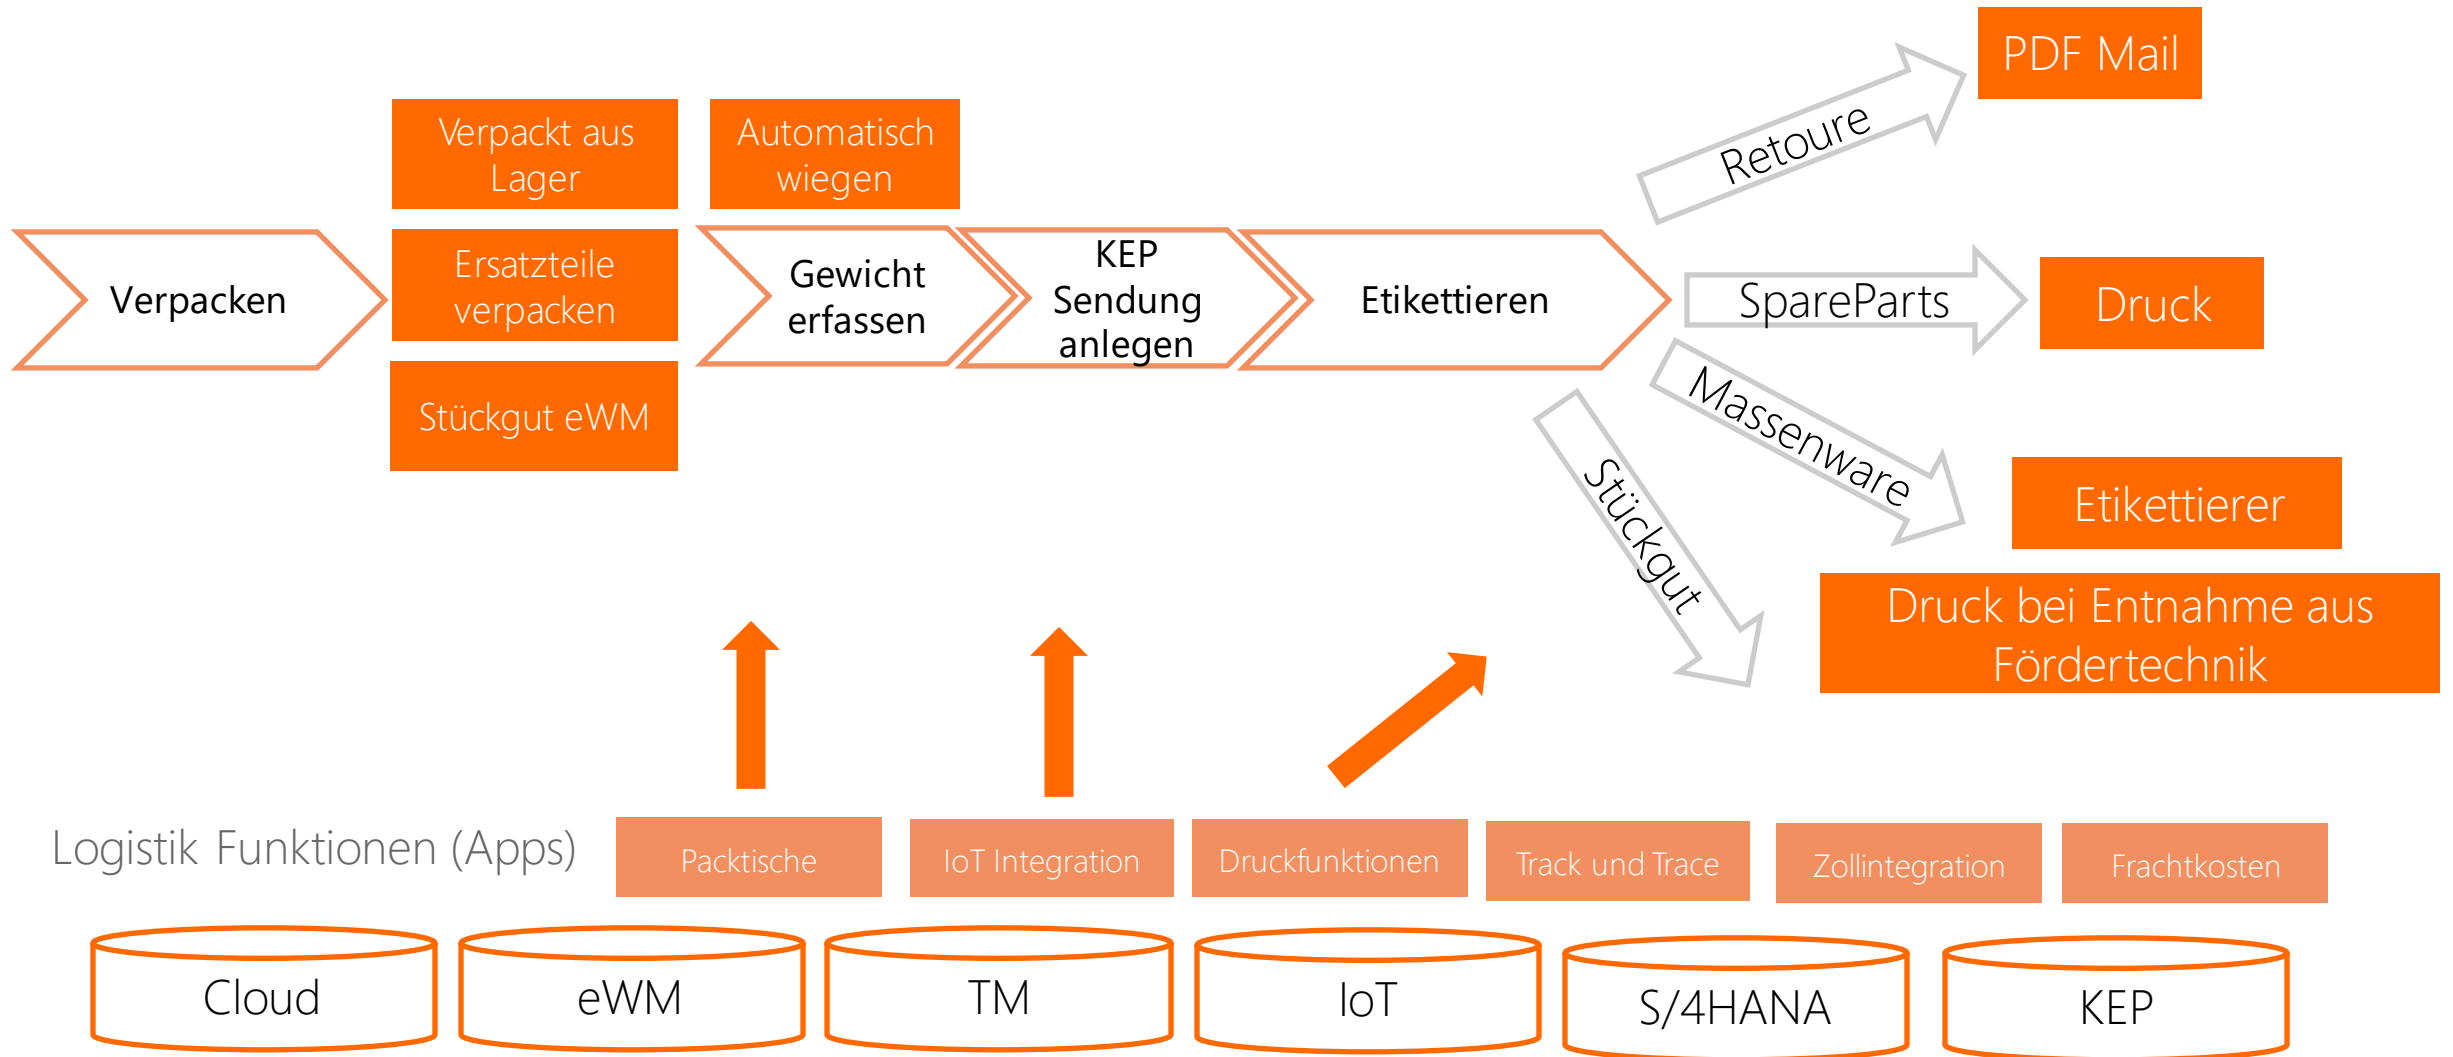 PDF Mail
Verpackt aus
Lager
Automatisch
wiegen
Retoure
Verpacken
Ersatzteile
verpacken
Gewicht
erfassen
KEP
Sendung
anlegen
Etikettieren
SpareParts
Druck
Stückgut eWM
Massenware
Etikettierer
Stückgut
Druck bei Entnahme aus
Fördertechnik
Logistik Funktionen (Apps)
Packtische
IoT Integration
Druckfunktionen
Track und Trace
Zollintegration
Frachtkosten
Cloud
eWM
TM
IoT
S/4HANA
KEP